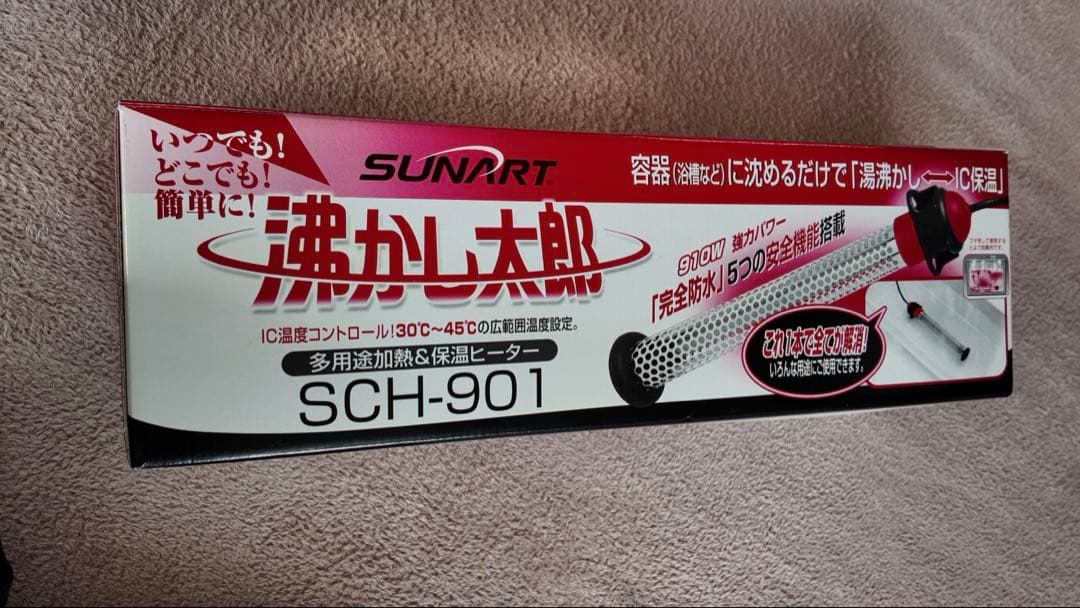 いつでも!
どこでも!
簡単に!
SUNART
容器(浴槽など)に沈めるだけで「湯沸かし⇔IC保温」
沸かし太郎
910W 強力パワー
「完全防水」5つの安全機能搭載
IC温度コントロール!30℃〜45℃の広範囲温度設定。
多用途加熱&保温ヒーター
SCH-901
これ1本で全てが解消!
いろんな用途にご使用できます。